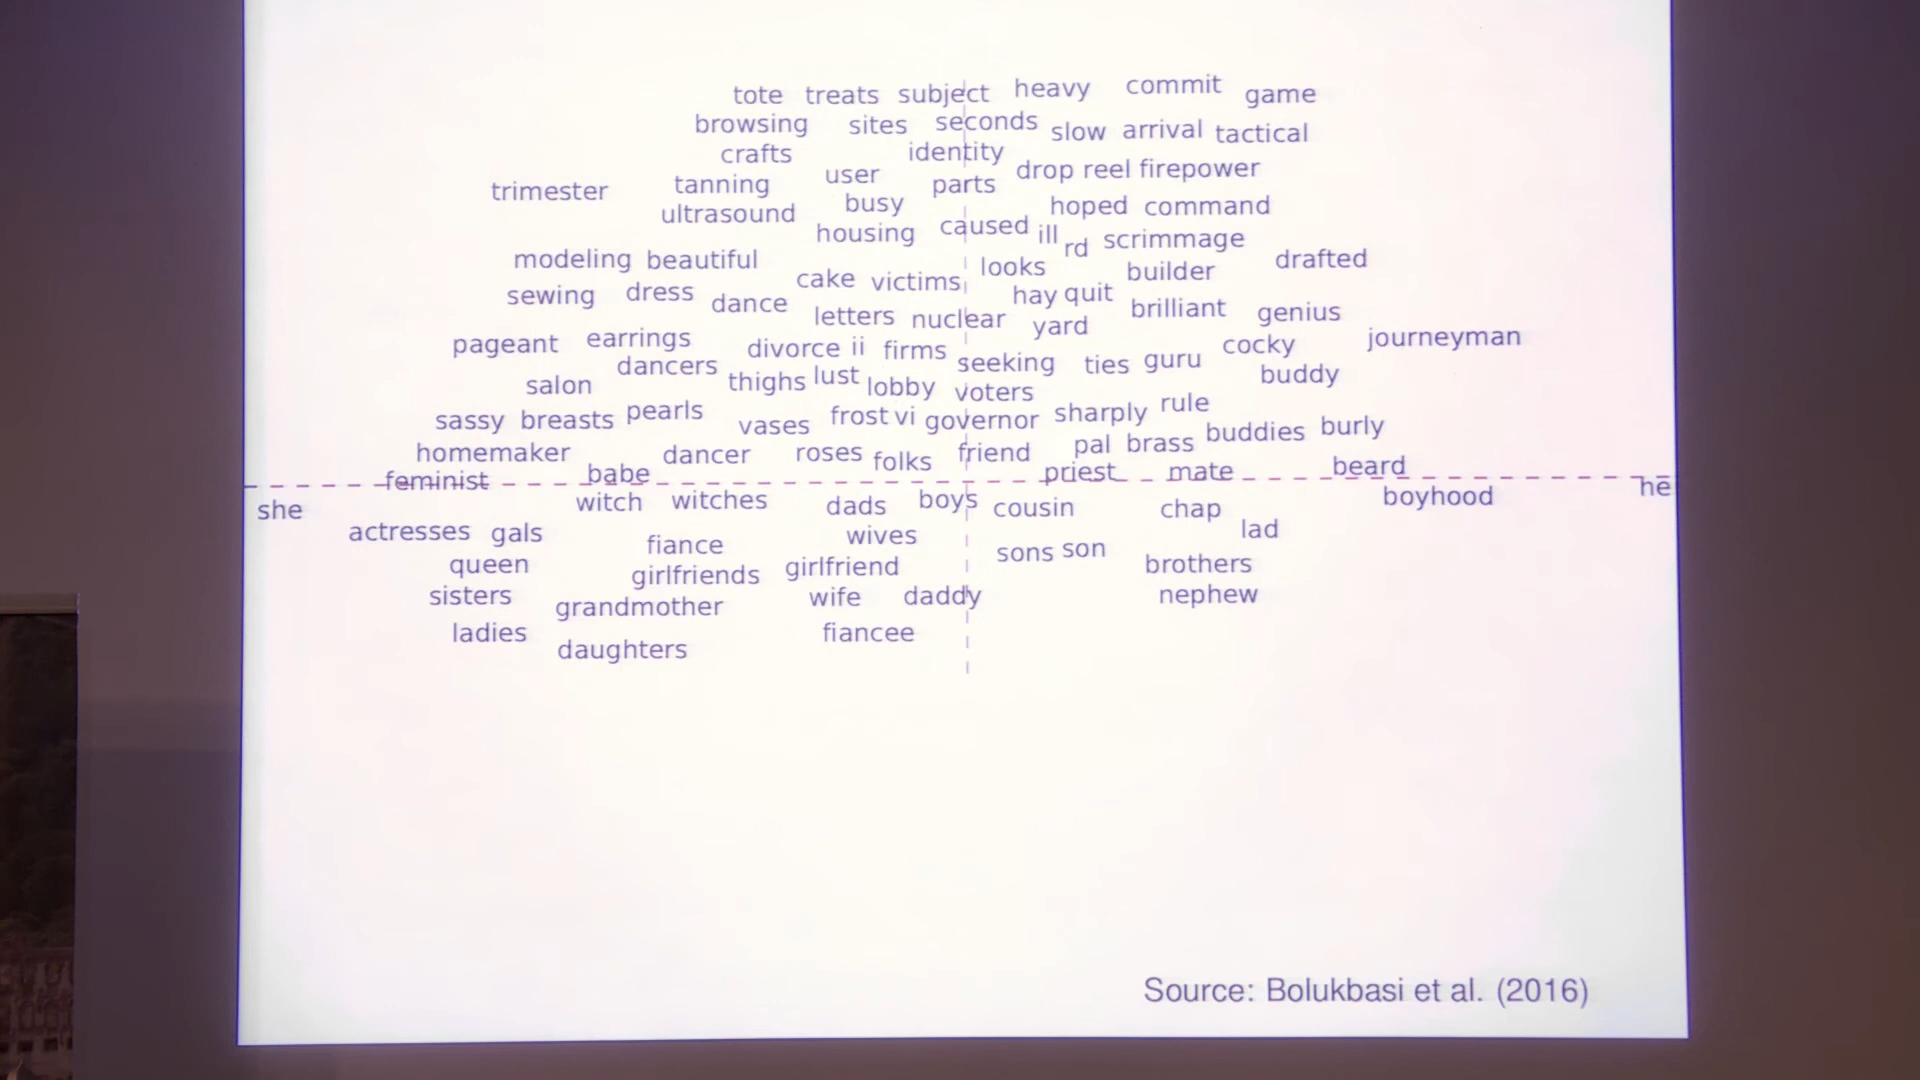 tote treats subject heavy commit game
browsing sites seconds slow arrival tactical
crafts identity
trimester tanning user parts drop reel firepower
ultrasound busy hoped command
housing caused ill rd scrimmage
modeling beautiful looks builder drafted
cake victims
sewing dress dance hay quit brilliant genius
letters nuclear yard
pageant earrings divorce ii firms seeking ties guru cocky journeyman
salon dancers thighs lust lobby voters buddy
sassy breasts pearls vases frost vi governor sharply rule
pal brass buddies burly
homemaker dancer roses folks friend
feminist babe priest mate beard
she witch witches dads boys cousin chap boyhood he
actresses gals wives lad
queen fiance girlfriends girlfriend sons son brothers
sisters grandmother wife daddy nephew
ladies daughters fiancee
Source: Bolukbasi et al. (2016)